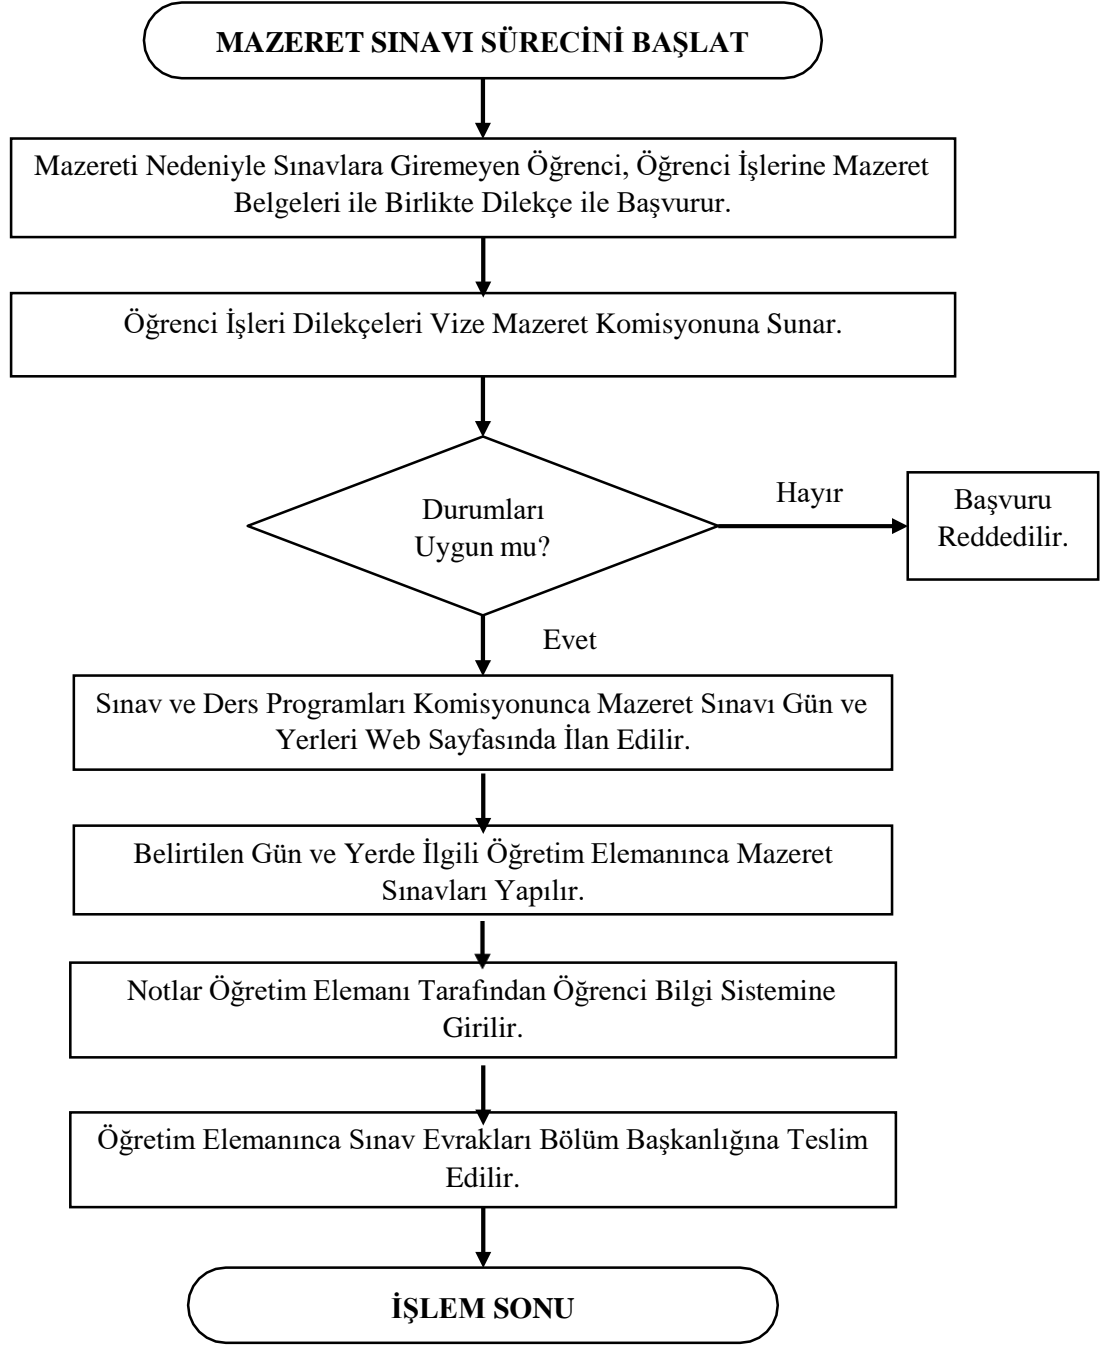 MAZERET SINAVI SÜRECİNİ BAŞLAT
Mazereti Nedeniyle Sınavlara Giremeyen Öğrenci, Öğrenci İşlerine Mazeret
Belgeleri ile Birlikte Dilekçe ile Başvurur.
Öğrenci İşleri Dilekçeleri Vize Mazeret Komisyonuna Sunar.
Durumları
Uygun mu?
Hayır
Başvuru
Reddedilir.
Evet
Sınav ve Ders Programları Komisyonunca Mazeret Sınavı Gün ve
Yerleri Web Sayfasında İlan Edilir.
Belirtilen Gün ve Yerde İlgili Öğretim Elemanınca Mazeret
Sınavları Yapılır.
Notlar Öğretim Elemanı Tarafından Öğrenci Bilgi Sistemine
Girilir.
Öğretim Elemanınca Sınav Evrakları Bölüm Başkanlığına Teslim
Edilir.
İŞLEM SONU